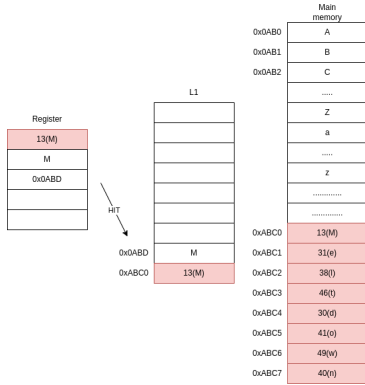 Main
memory
0x0AB0 A
0x0AB1 B
0x0AB2 C
.....
Z
a
.....
z
.............
.............
0xABC0 13(M)
0xABC1 31(e)
0xABC2 38(l)
0xABC3 46(t)
0xABC4 30(d)
0xABC5 41(o)
0xABC6 49(w)
0xABC7 40(n)
L1
0x0ABD M
0xABC0 13(M)
Register
13(M)
M
0x0ABD
HIT